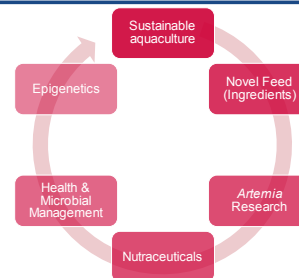 Sustainable
aquaculture
Novel Feed
(Ingredients)
Artemia
Research
Nutraceuticals
Health &
Microbial
Management
Epigenetics